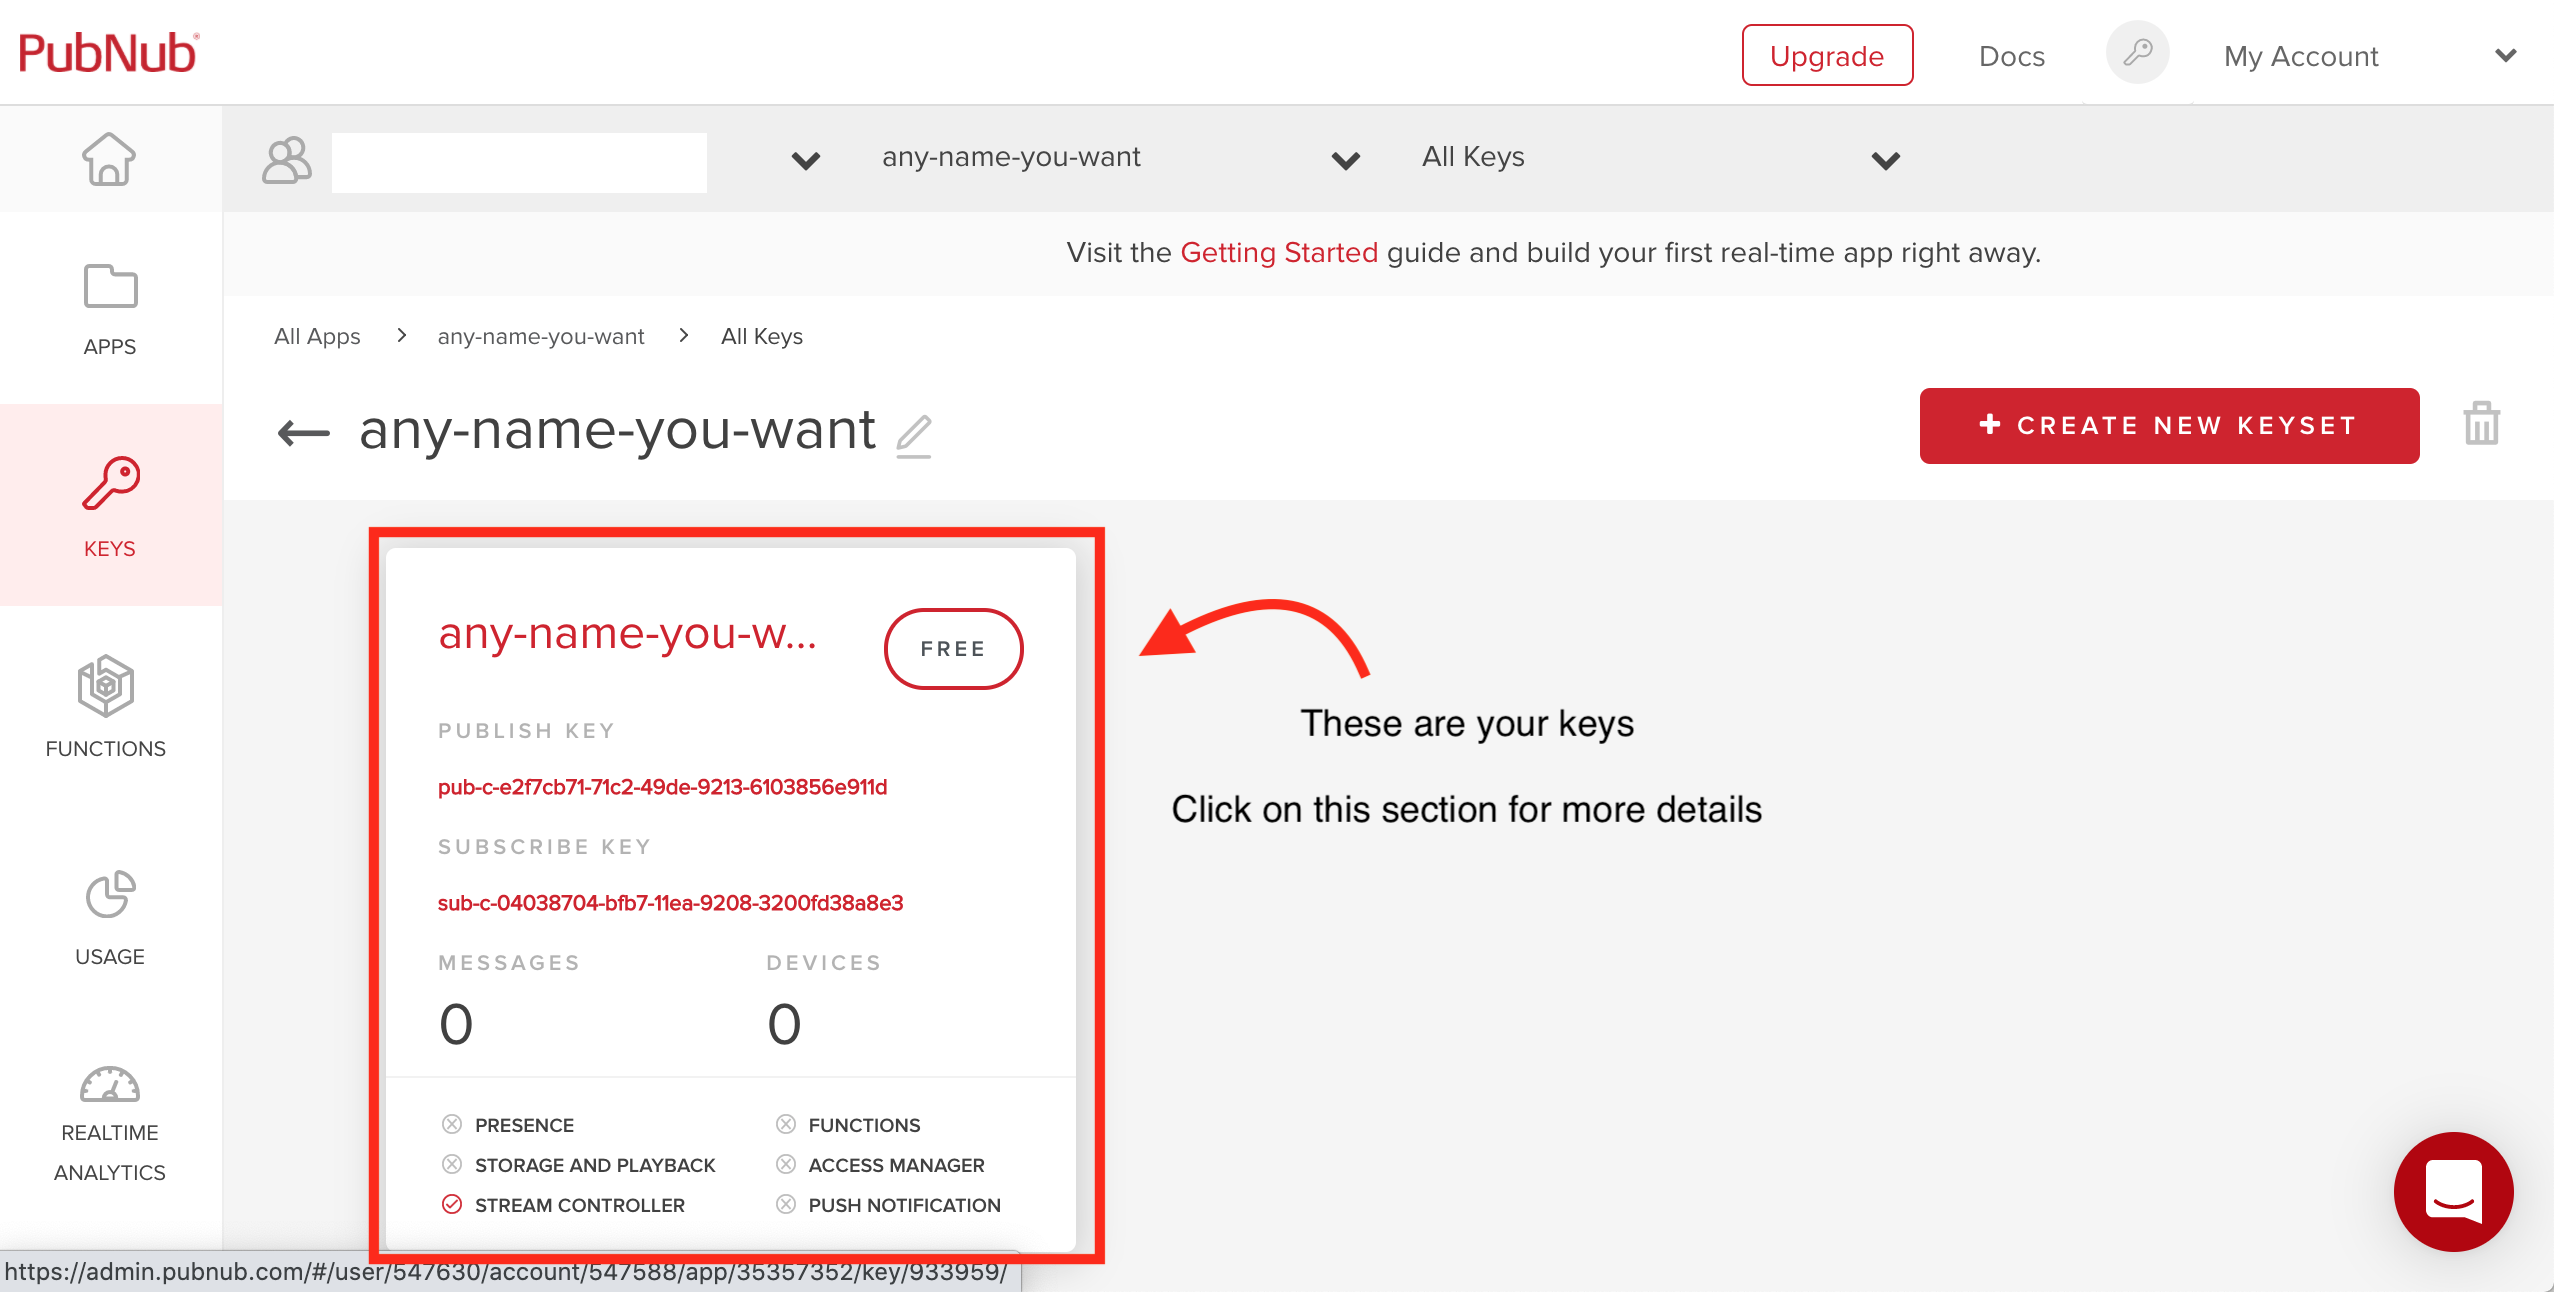 PubNub®
Upgrade
Docs
My Account
any-name-you-want
All Keys
Visit the Getting Started guide and build your first real-time app right away.
APPS
All Apps > any-name-you-want > All Keys
any-name-you-want
+ CREATE NEW KEYSET
KEYS
any-name-you-w...
FREE
PUBLISH KEY
pub-c-e2f7cb71-71c2-49de-9213-6103856e911d
SUBSCRIBE KEY
sub-c-04038704-bfb7-11ea-9208-3200fd38a8e3
MESSAGES
DEVICES
0
0
PRESENCE
FUNCTIONS
STORAGE AND PLAYBACK
ACCESS MANAGER
STREAM CONTROLLER
PUSH NOTIFICATION
These are your keys
Click on this section for more details
FUNCTIONS
USAGE
REALTIME
ANALYTICS
https://admin.pubnub.com/#/user/547630/account/547588/app/35357352/key/933959/